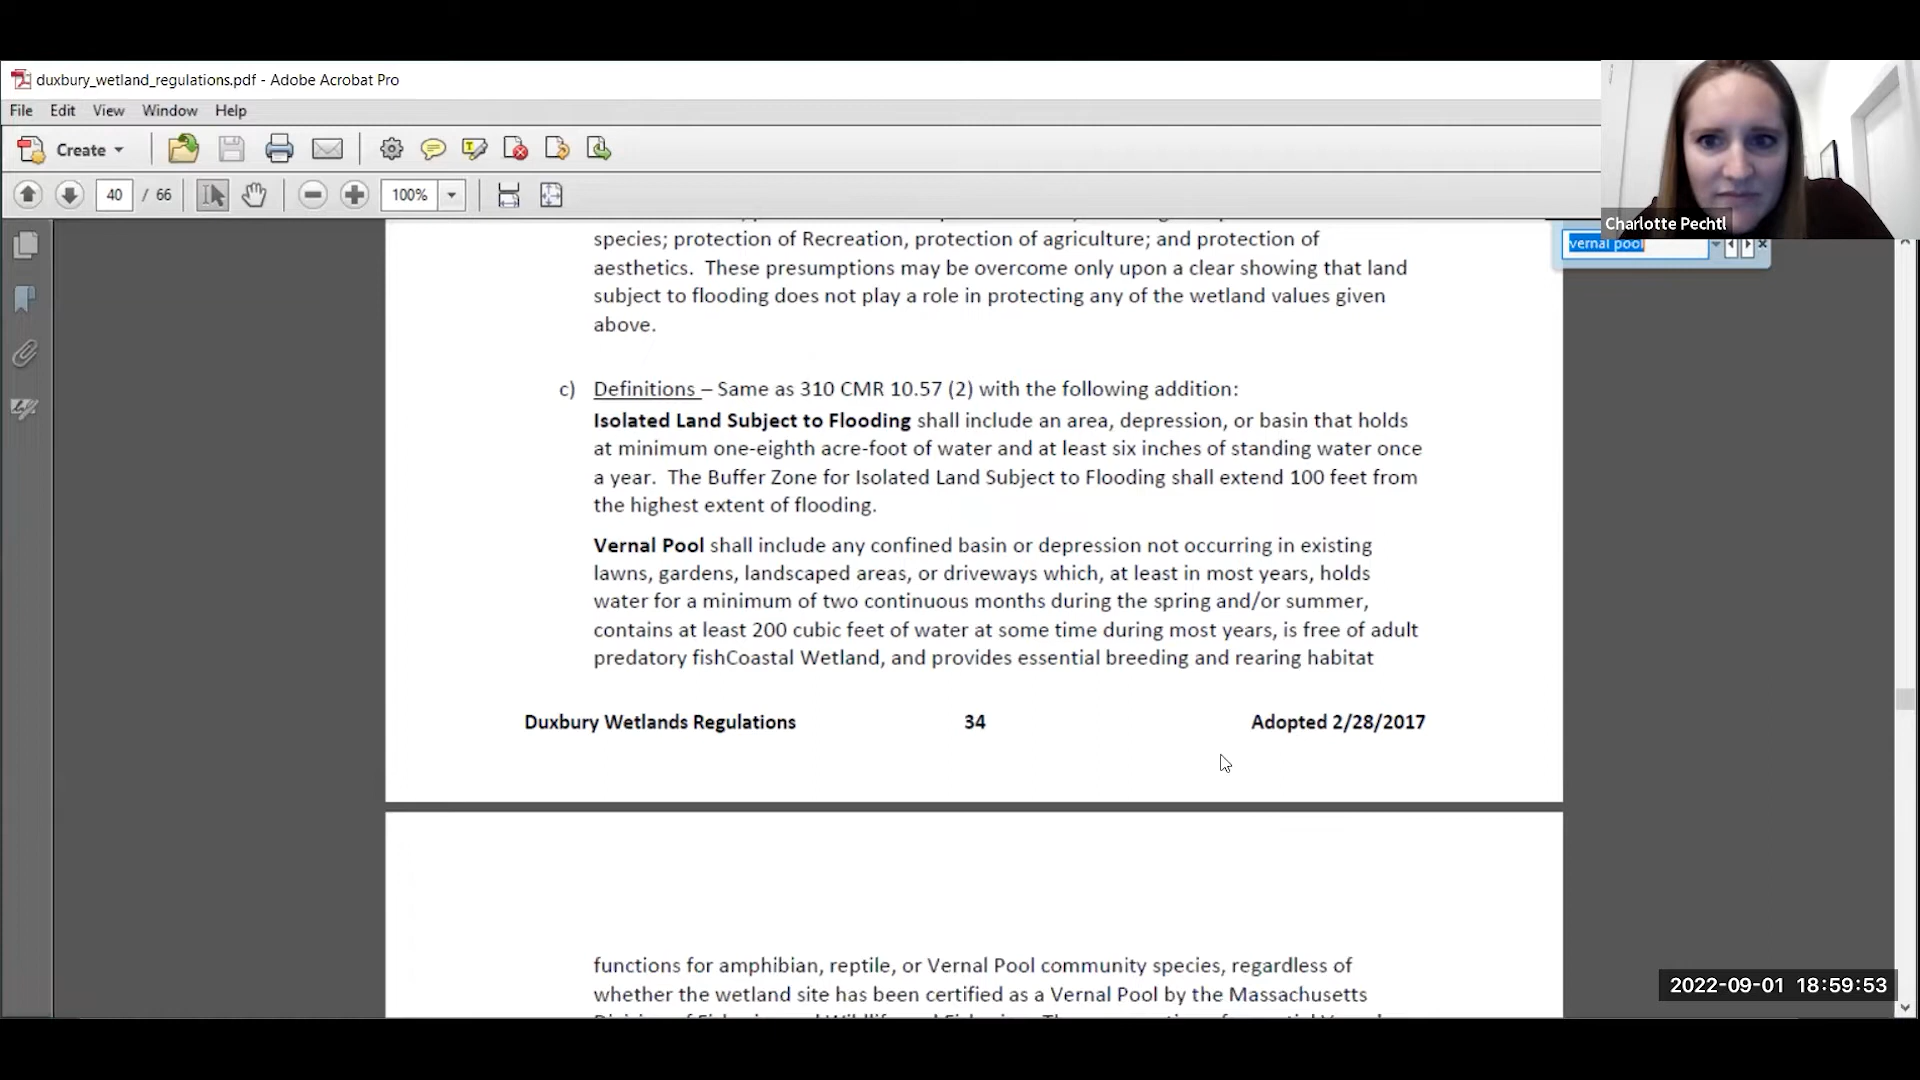 duxbury_wetland_regulations.pdf - Adobe Acrobat Pro
File Edit View Window Help
Create
40 / 66 100%
Charlotte Pechtl
vernal pool
species; protection of Recreation, protection of agriculture; and protection of
aesthetics. These presumptions may be overcome only upon a clear showing that land
subject to flooding does not play a role in protecting any of the wetland values given
above.
c) Definitions – Same as 310 CMR 10.57 (2) with the following addition:
Isolated Land Subject to Flooding shall include an area, depression, or basin that holds
at minimum one-eighth acre-foot of water and at least six inches of standing water once
a year. The Buffer Zone for Isolated Land Subject to Flooding shall extend 100 feet from
the highest extent of flooding.
Vernal Pool shall include any confined basin or depression not occurring in existing
lawns, gardens, landscaped areas, or driveways which, at least in most years, holds
water for a minimum of two continuous months during the spring and/or summer,
contains at least 200 cubic feet of water at some time during most years, is free of adult
predatory fishCoastal Wetland, and provides essential breeding and rearing habitat
Duxbury Wetlands Regulations 34 Adopted 2/28/2017
functions for amphibian, reptile, or Vernal Pool community species, regardless of
whether the wetland site has been certified as a Vernal Pool by the Massachusetts
2022-09-01 18:59:53